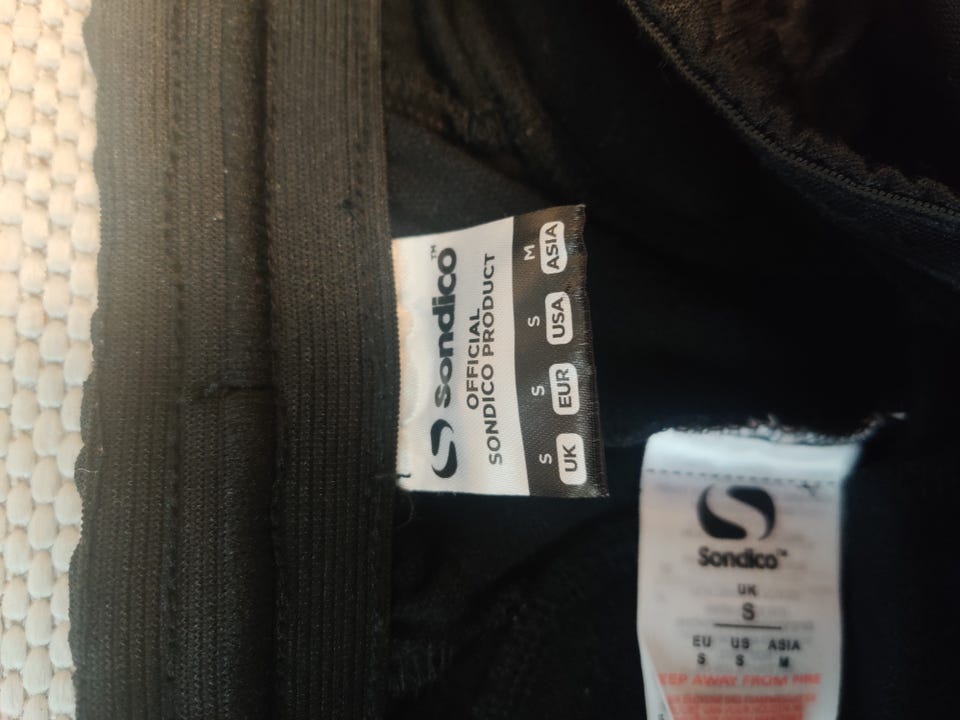 sondico™
OFFICIAL
SONDICO PRODUCT
S S S M
UK EUR USA ASIA
Sondico™
UK
S
EU US ASIA
S S M
KEEP AWAY FROM FIRE